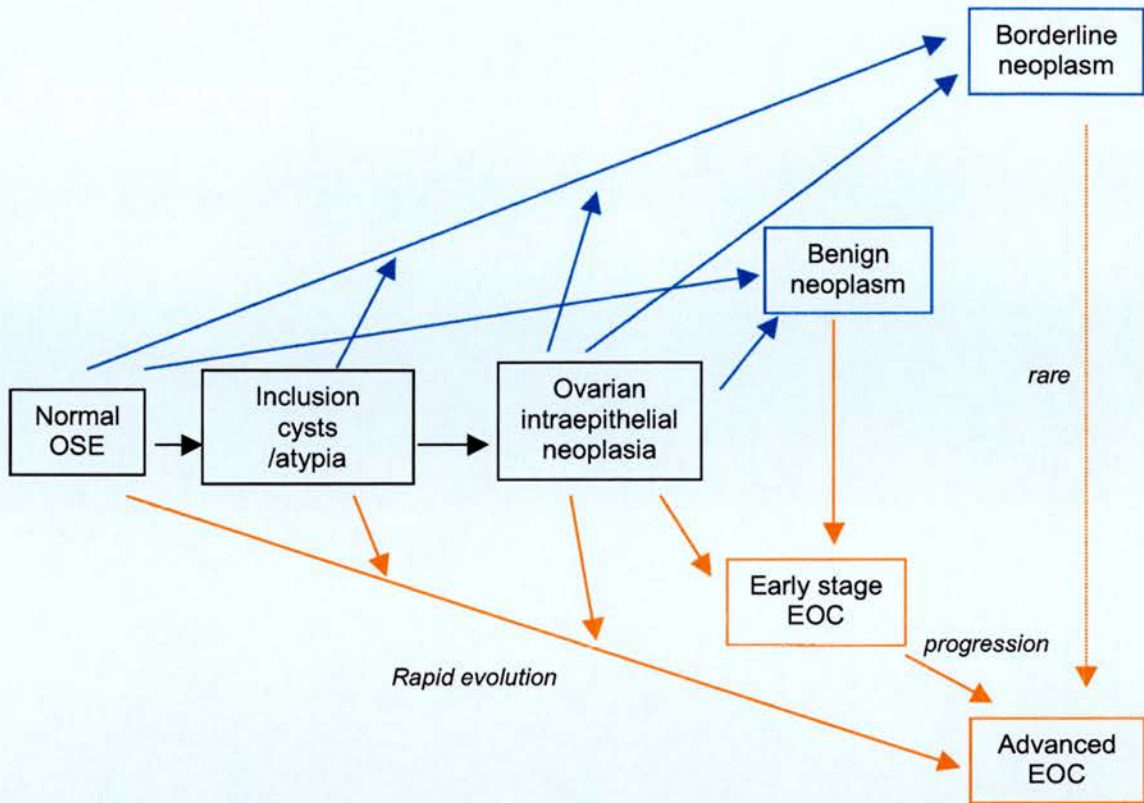 Borderline
neoplasm
Benign
neoplasm
rare
Normal
OSE
Inclusion
cysts
/atypia
Ovarian
intraepithelial
neoplasia
Early stage
EOC
progression
Rapid evolution
Advanced
EOC